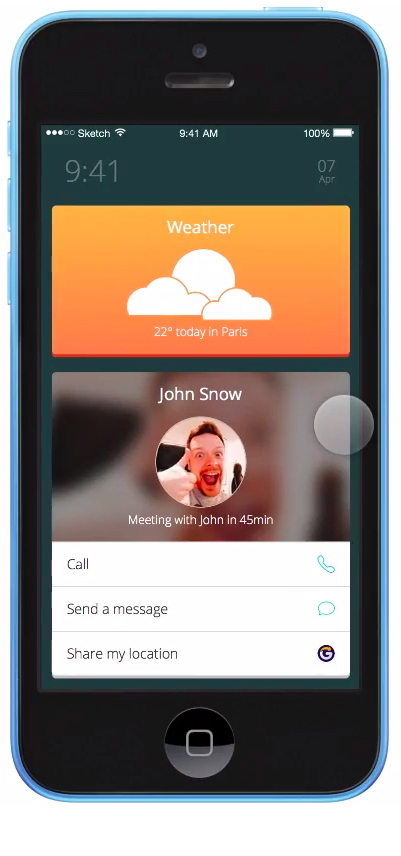 Sketch 9:41 AM 100%
9:41 07
Apr
Weather
22° today in Paris
John Snow
Meeting with John in 45min
Call
Send a message
Share my location